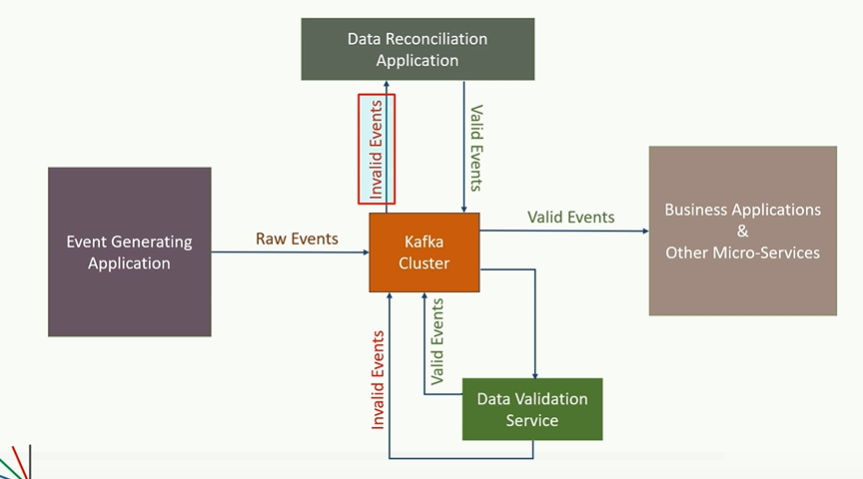 Data Reconciliation
Application
Invalid Events
Valid Events
Event Generating
Application
Raw Events
Kafka
Cluster
Valid Events
Business Applications
&
Other Micro-Services
Invalid Events
Valid Events
Data Validation
Service